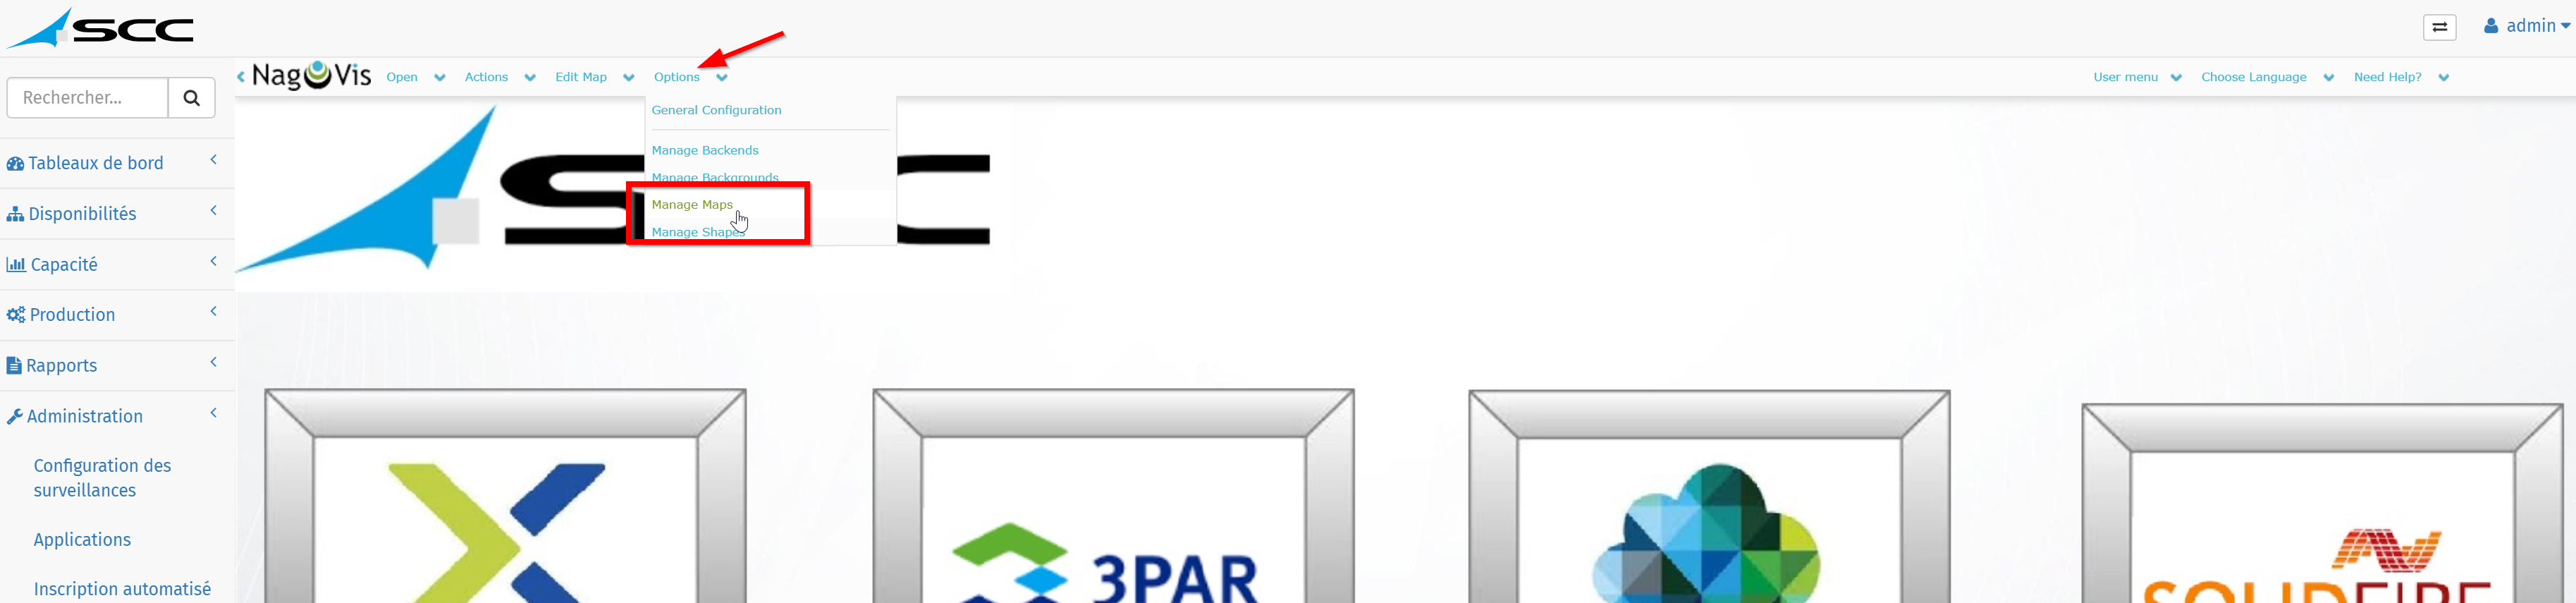 SCC
admin
Rechercher...
NagVis Open Actions Edit Map Options User menu Choose Language Need Help?
General Configuration
Manage Backends
Manage Backgrounds
Manage Maps
Manage Shapes
SCC
Tableaux de bord
Disponibilités
Capacité
Production
Rapports
Administration
Configuration des
surveillances
Applications
Inscription automatisé
3PAR
SOLIDFIRE